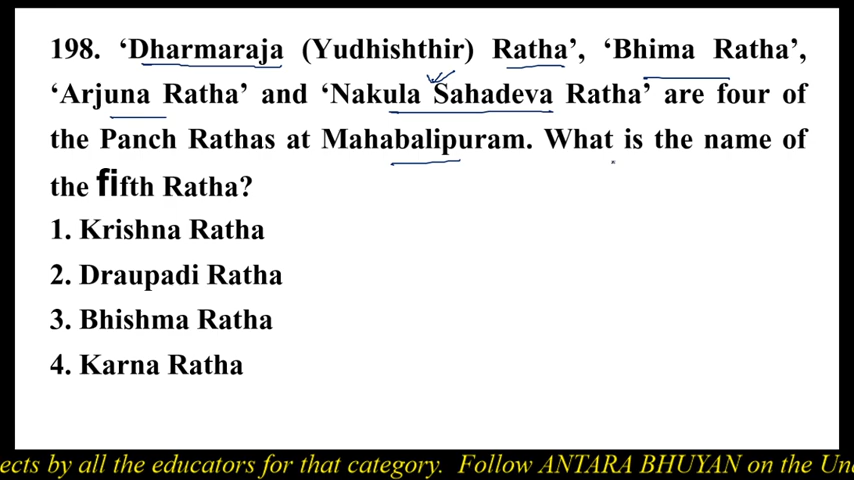 198. ‘Dharmaraja (Yudhishthir) Ratha’, ‘Bhima Ratha’,
‘Arjuna Ratha’ and ‘Nakula Sahadeva Ratha’ are four of
the Panch Rathas at Mahabalipuram. What is the name of
the fifth Ratha?
1. Krishna Ratha
2. Draupadi Ratha
3. Bhishma Ratha
4. Karna Ratha
ects by all the educators for that category. Follow ANTARA BHUYAN on the Una